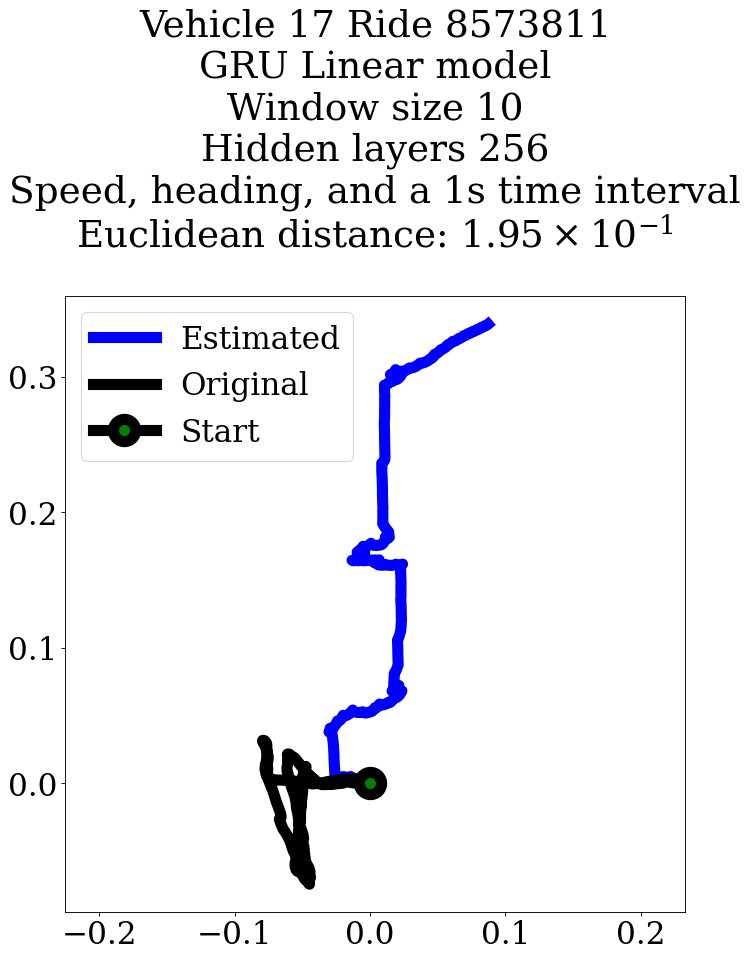 Vehicle 17 Ride 8573811
GRU Linear model
Window size 10
Hidden layers 256
Speed, heading, and a 1s time interval
Euclidean distance: 1.95 × 10⁻¹
Estimated
Original
Start
0.3
0.2
0.1
0.0
−0.2 −0.1 0.0 0.1 0.2